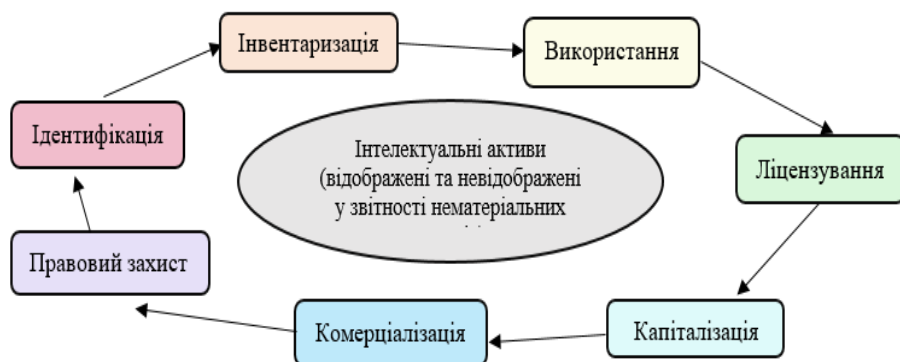 Інвентаризація
Використання
Ідентифікація
Інтелектуальні активи
(відображені та невідображені
у звітності нематеріальних
Ліцензування
Правовий захист
Комерціалізація
Капіталізація